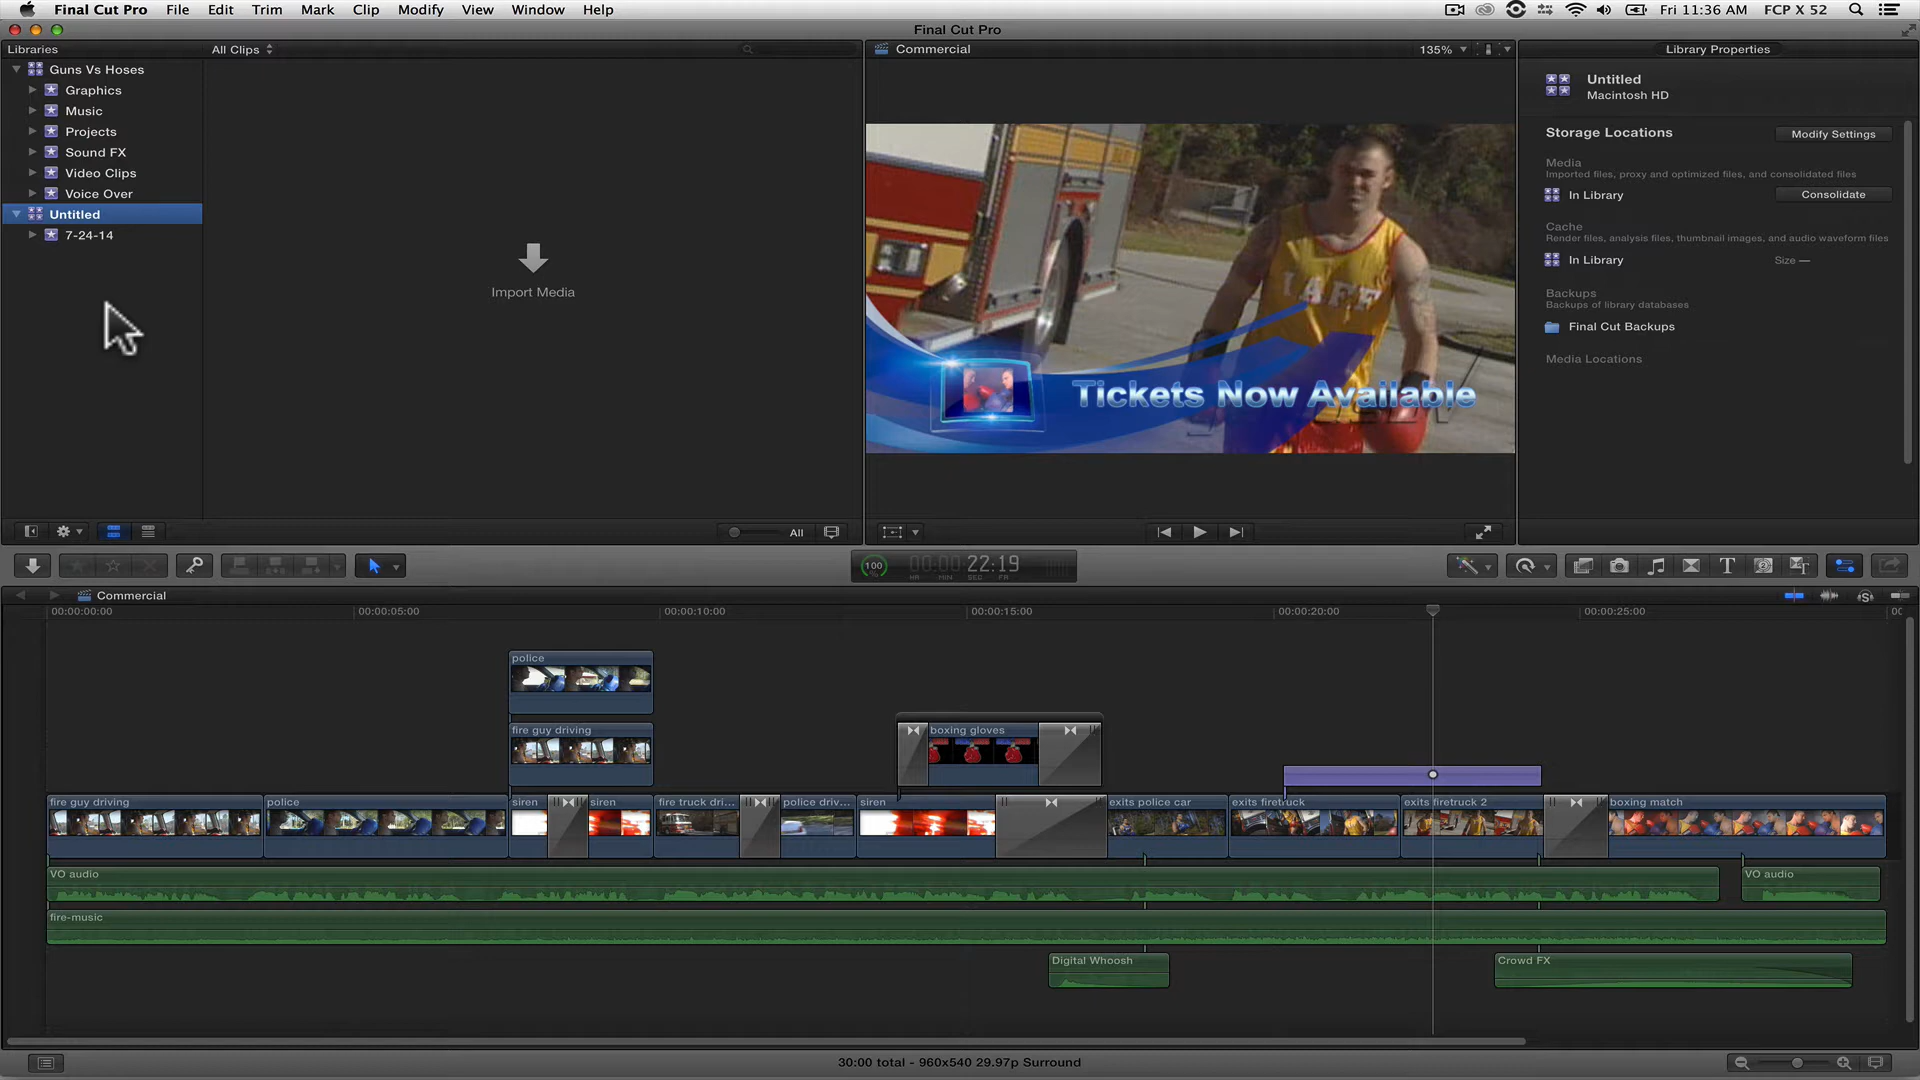 Final Cut Pro File Edit Trim Mark Clip Modify View Window Help Fri 11:36 AM FCP X 52
Final Cut Pro
Libraries
All Clips
Guns Vs Hoses
Graphics
Music
Projects
Sound FX
Video Clips
Voice Over
Untitled
7-24-14
Import Media
All
Commercial
135%
IAFF
Tickets Now Available
Library Properties
Untitled
Macintosh HD
Storage Locations
Modify Settings
Media
Imported files, proxy and optimized files, and consolidated files
In Library
Consolidate
Cache
Render files, analysis files, thumbnail images, and audio waveform files
In Library
Size —
Backups
Backups of library databases
Final Cut Backups
Media Locations
100
%
00:00:22:19
HR MIN SEC FR
Commercial
00:00:00:00
00:00:05:00
00:00:10:00
00:00:15:00
00:00:20:00
00:00:25:00
police
fire guy driving
boxing gloves
fire guy driving
police
siren
siren
fire truck dri...
police driv...
siren
exits police car
exits firetruck
exits firetruck 2
boxing match
VO audio
VO audio
fire-music
Digital Whoosh
Crowd FX
30:00 total - 960x540 29.97p Surround